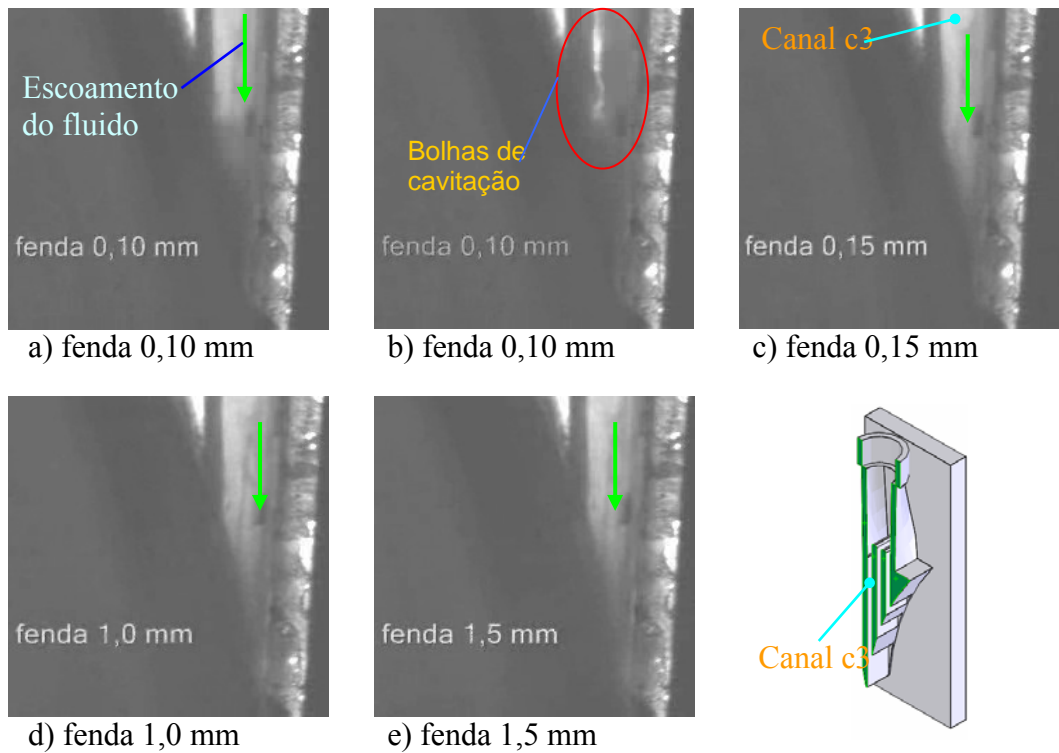 Escoamento
do fluido
fenda 0,10 mm
a) fenda 0,10 mm
Bolhas de
cavitação
fenda 0,10 mm
b) fenda 0,10 mm
Canal c3
fenda 0,15 mm
c) fenda 0,15 mm
fenda 1,0 mm
d) fenda 1,0 mm
fenda 1,5 mm
e) fenda 1,5 mm
Canal c3